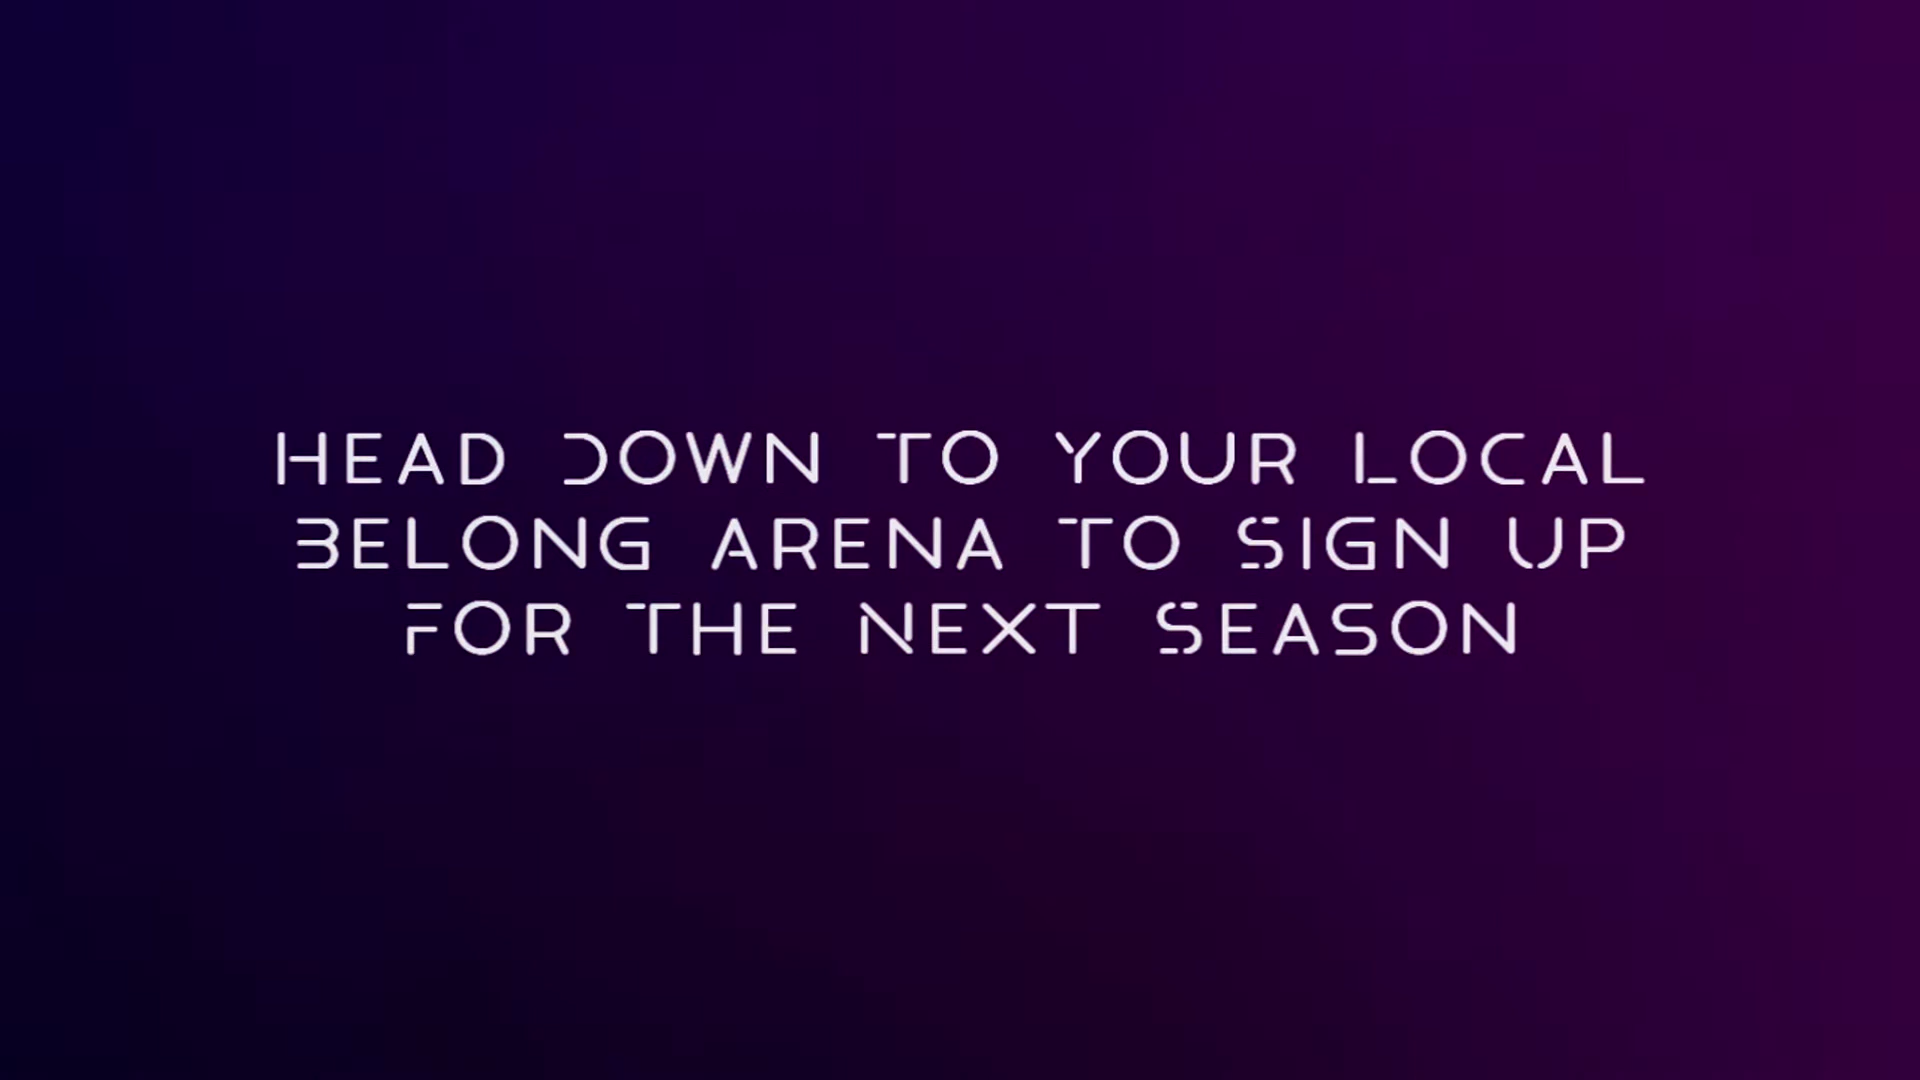 HEAD DOWN TO YOUR LOCAL
BELONG ARENA TO SIGN UP
FOR THE NEXT SEASON